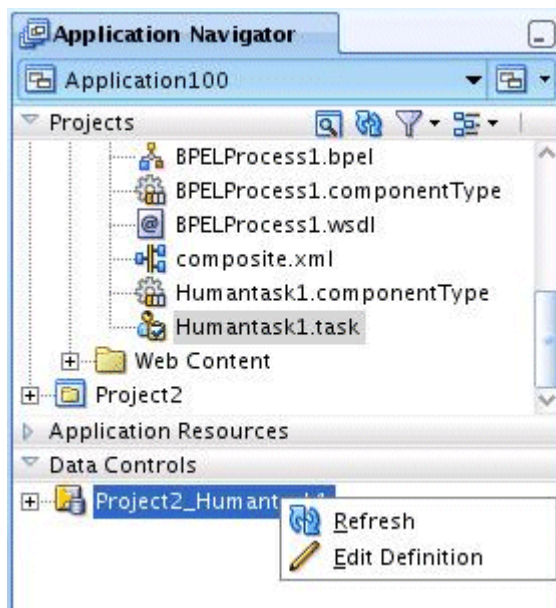 Application Navigator
Application100
Projects
BPELProcess1.bpel
BPELProcess1.componentType
BPELProcess1.wsdl
composite.xml
Humantask1.componentType
Humantask1.task
Web Content
Project2
Application Resources
Data Controls
Refresh
Edit Definition